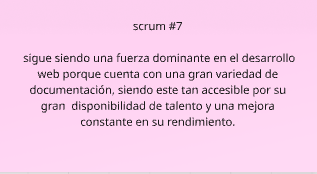 scrum #7
sigue siendo una fuerza dominante en el desarrollo
web porque cuenta con una gran variedad de
documentación, siendo este tan accesible por su
gran  disponibilidad de talento y una mejora
constante en su rendimiento.